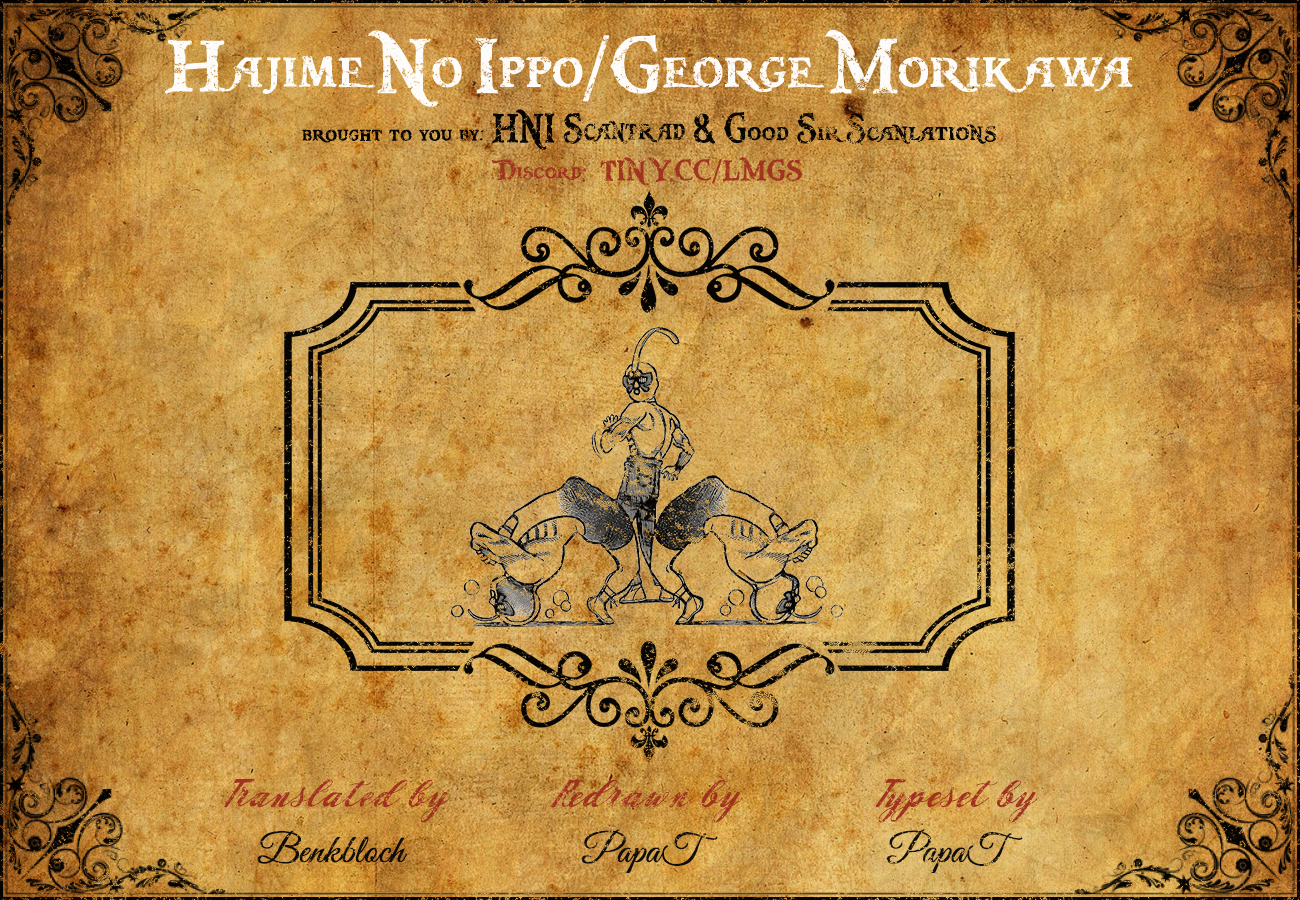 Hajime No Ippo/George Morikawa
brought to you by: HNI Scantrad & Good Sir Scanlations
Discord: TINY.CC/LMGS
Translated by Redrawn by Typeset by
Benkbloch PapaT PapaT